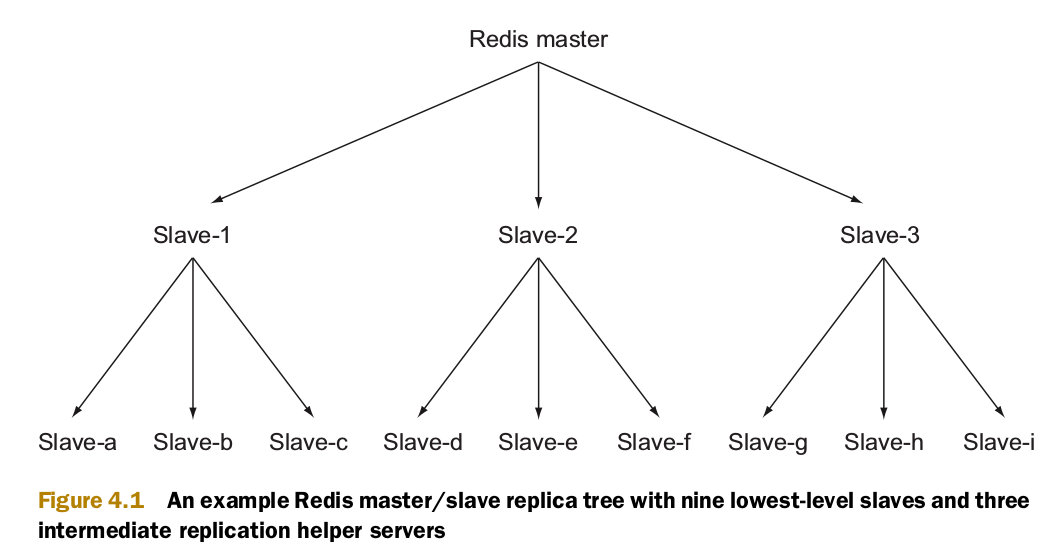 Redis master
Slave-1 Slave-2 Slave-3
Slave-a Slave-b Slave-c Slave-d Slave-e Slave-f Slave-g Slave-h Slave-i
Figure 4.1 An example Redis master/slave replica tree with nine lowest-level slaves and three
intermediate replication helper servers